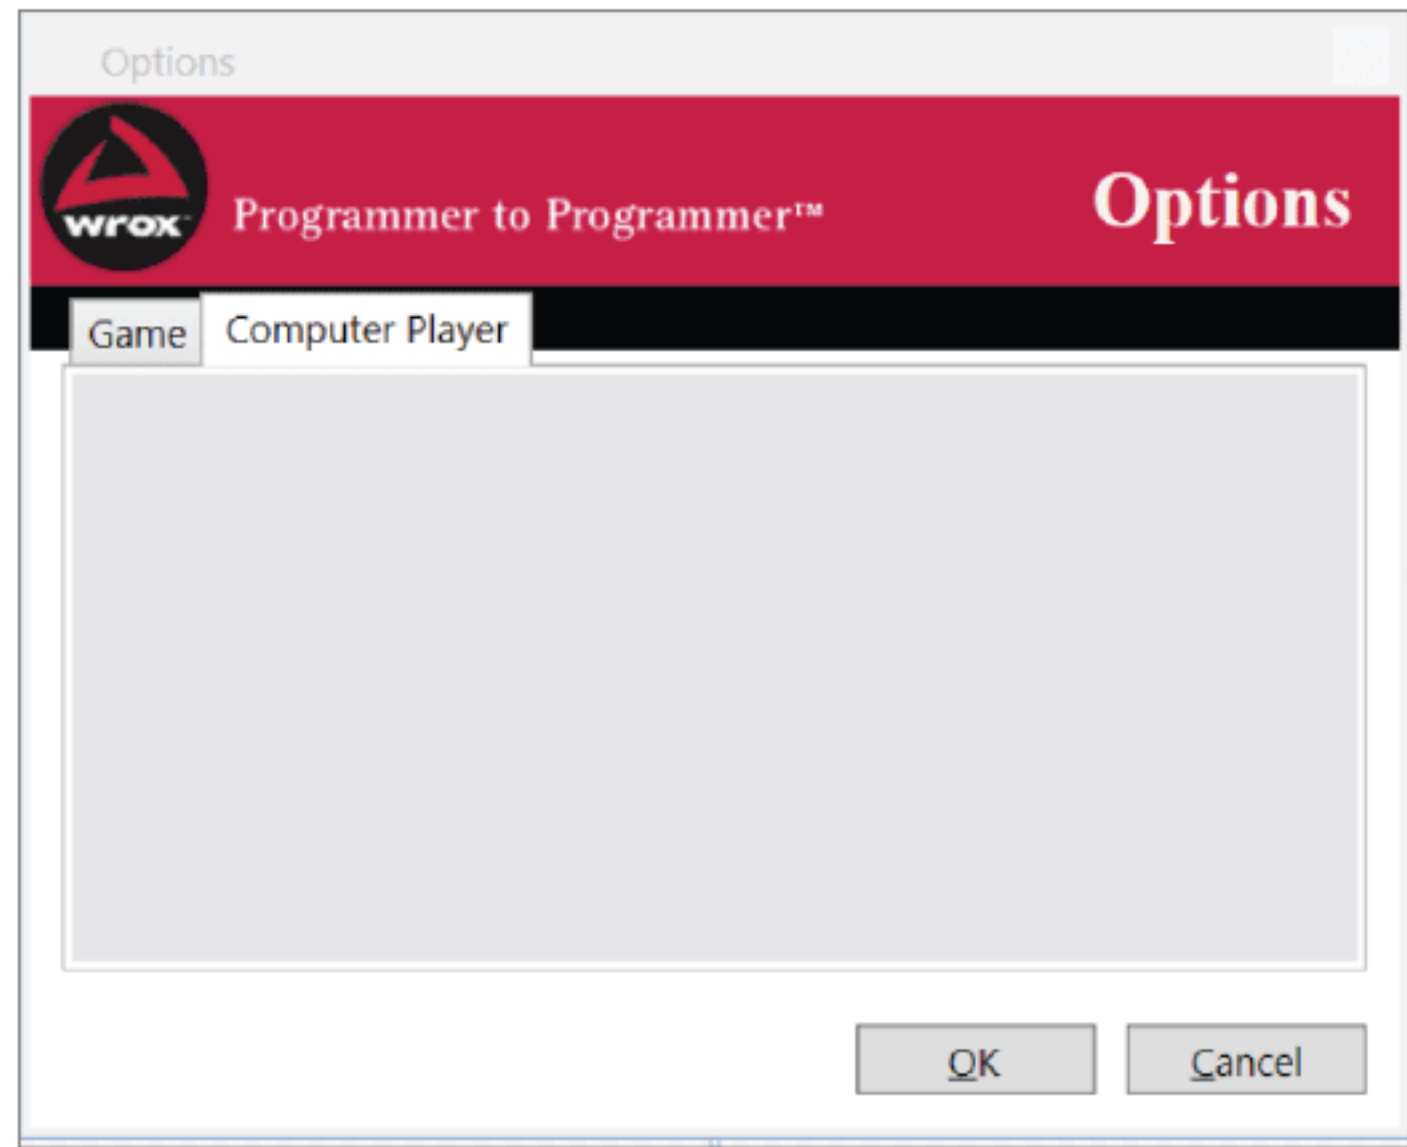 Options
wrox
Programmer to Programmer™
Options
Game
Computer Player
OK
Cancel